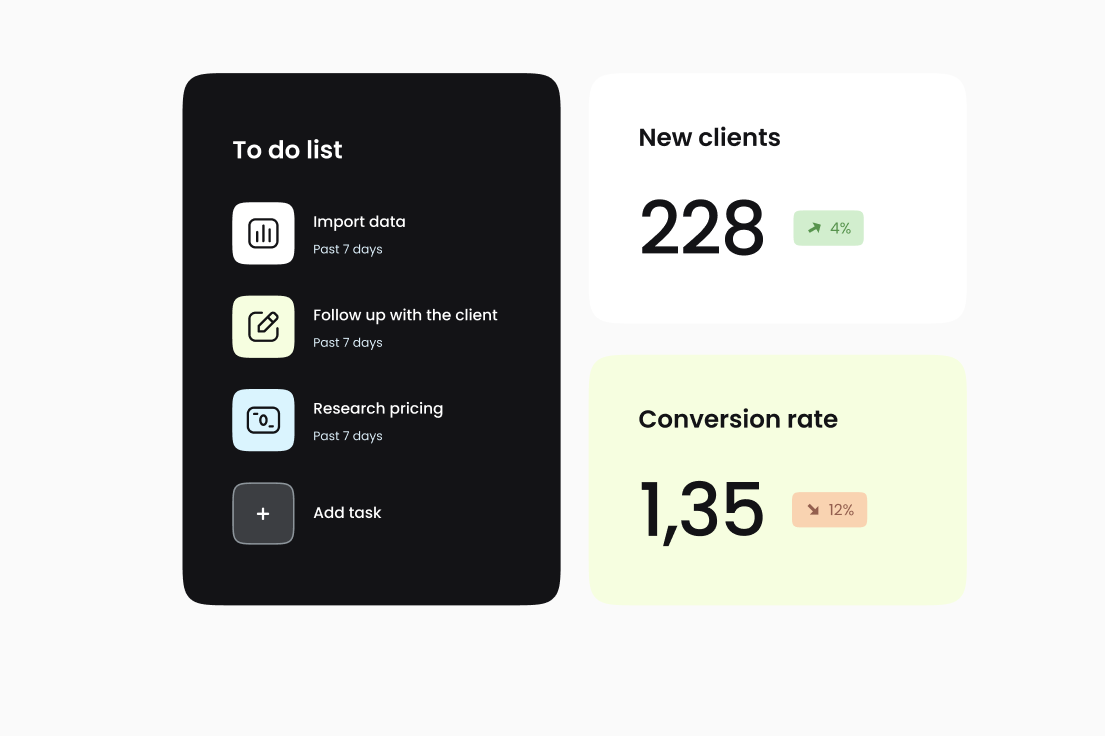 To do list
Import data
Past 7 days
Follow up with the client
Past 7 days
Research pricing
Past 7 days
+
Add task
New clients
228
4%
Conversion rate
1,35
12%